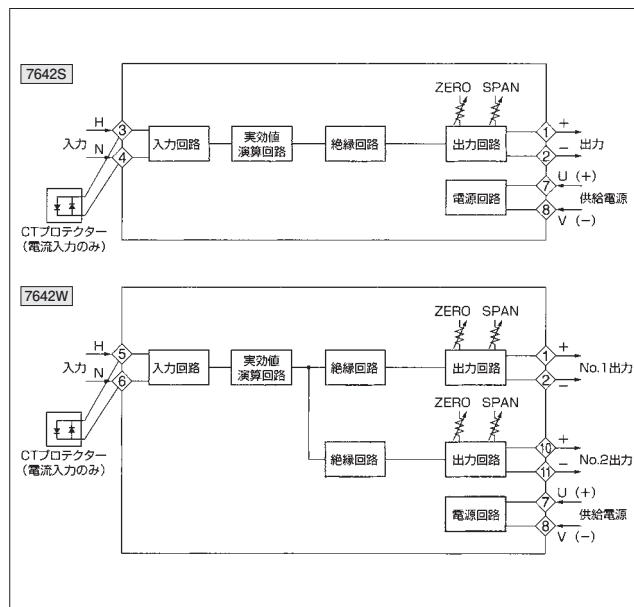 7642S
ZERO SPAN
H
3
入力
N
4
入力回路
実効値
演算回路
絶縁回路
出力回路
1
+
2
−
出力
CTプロテクター
(電流入力のみ)
電源回路
7
U (+)
供給電源
8
V (−)
7642W
ZERO SPAN
H
5
入力
N
6
入力回路
実効値
演算回路
絶縁回路
出力回路
1
+
No.1出力
2
−
CTプロテクター
(電流入力のみ)
ZERO SPAN
絶縁回路
出力回路
10
+
No.2出力
11
−
電源回路
7
U (+)
供給電源
8
V (−)